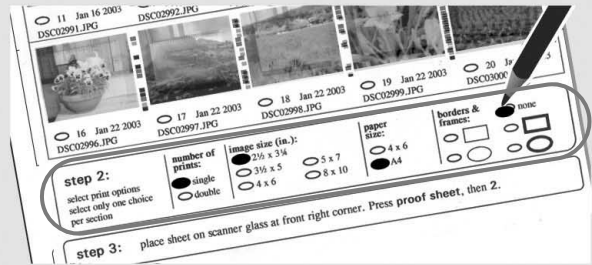 11 Jan 16 2003
DSC02991.JPG
DSC02992.JPG
16 Jan 22 2003
DSC02996.JPG
17 Jan 22 2003
DSC02997.JPG
18 Jan 22 2003
DSC02998.JPG
19 Jan 22 2003
DSC02999.JPG
20 Ja 3
DSC03000
step 2:
select print options
select only one choice
per section
number of
prints:
single
double
image size (in.):
2½ x 3¼
3½ x 5
4 x 6
5 x 7
8 x 10
paper
size:
4 x 6
A4
borders &
frames:
none
step 3:
place sheet on scanner glass at front right corner. Press proof sheet, then 2.